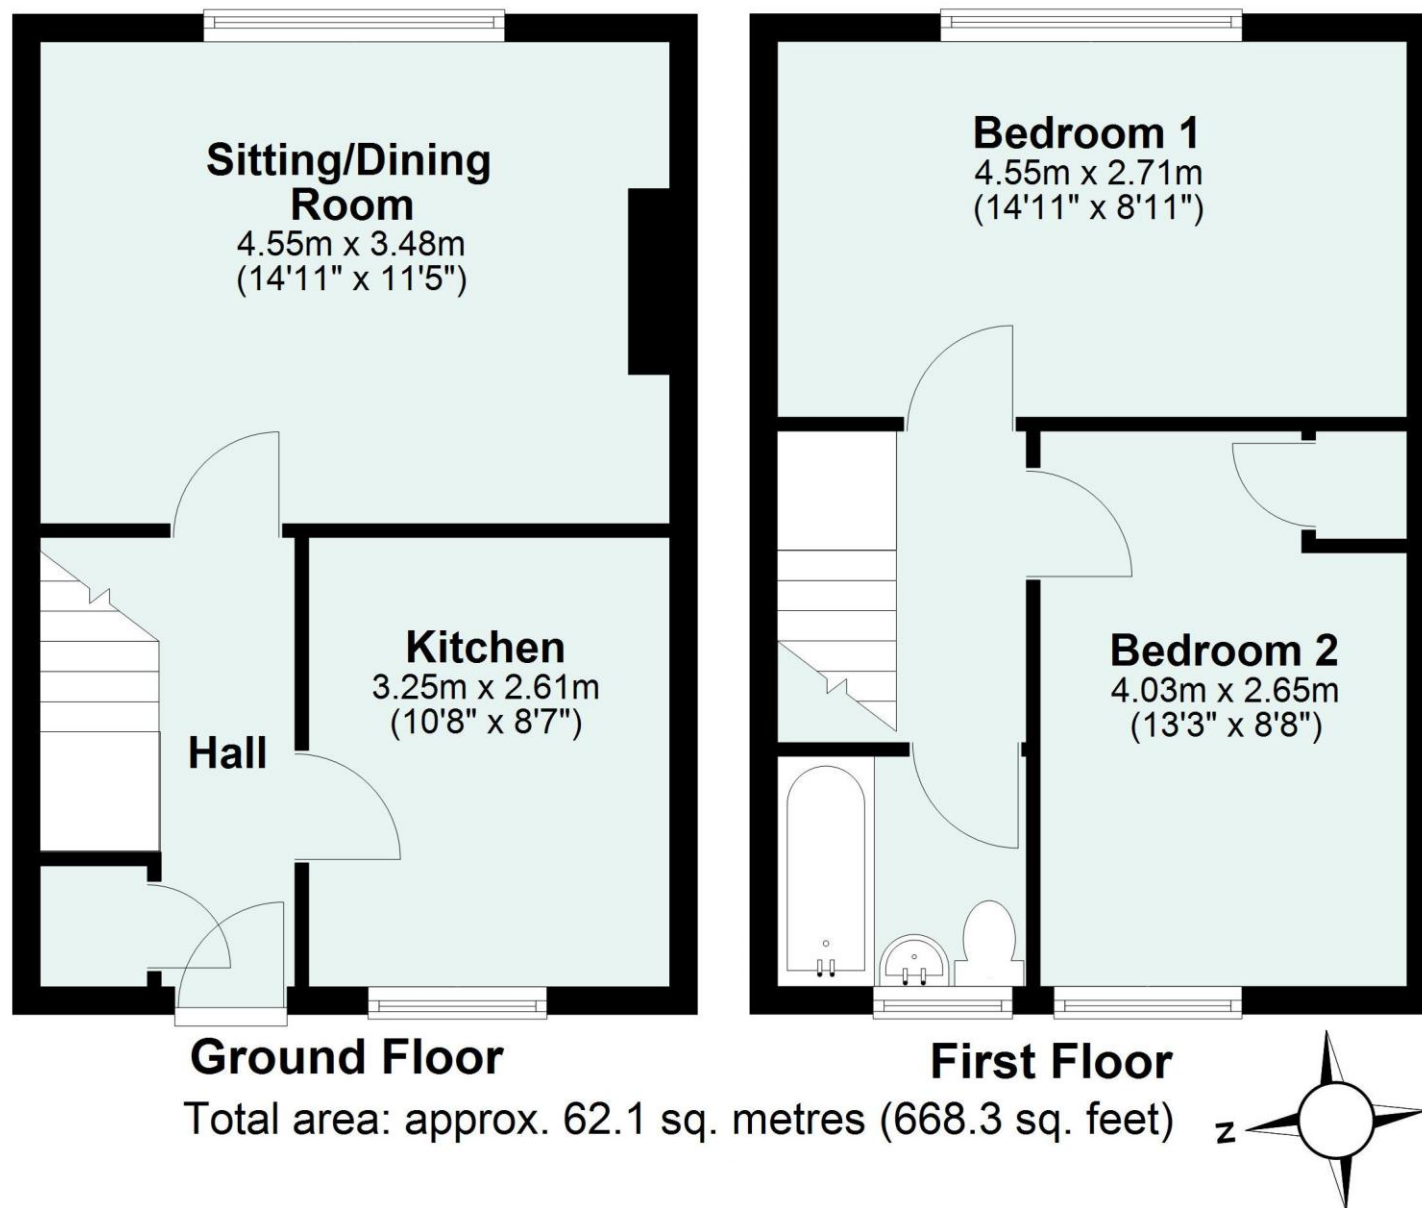 Sitting/Dining
Room
4.55m x 3.48m
(14'11" x 11'5")
Kitchen
3.25m x 2.61m
(10'8" x 8'7")
Hall
Ground Floor
Bedroom 1
4.55m x 2.71m
(14'11" x 8'11")
Bedroom 2
4.03m x 2.65m
(13'3" x 8'8")
First Floor
Total area: approx. 62.1 sq. metres (668.3 sq. feet)
N